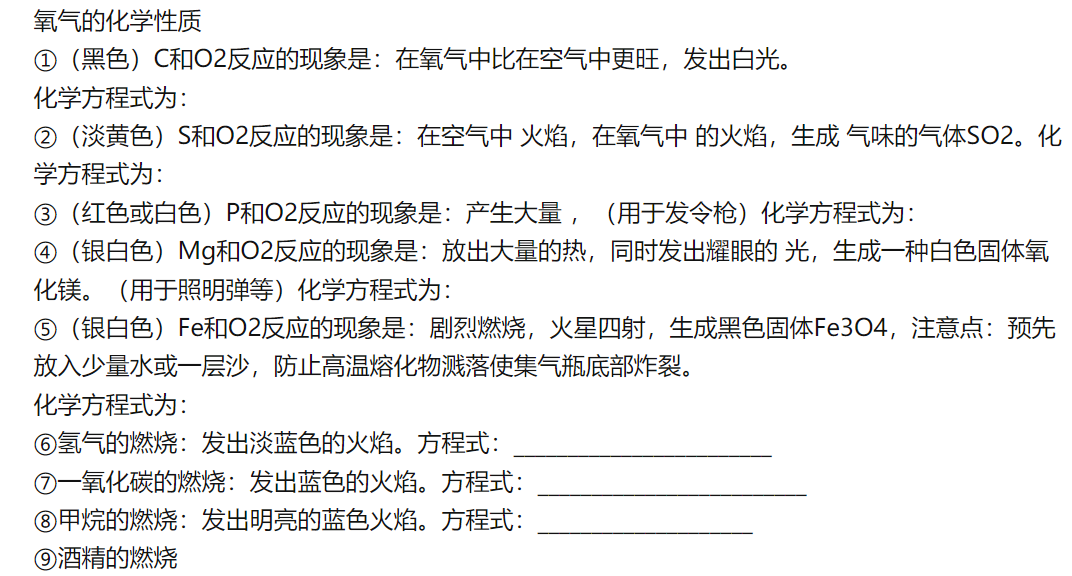 氧气的化学性质
①（黑色）C和O2反应的现象是：在氧气中比在空气中更旺，发出白光。
化学方程式为：
②（淡黄色）S和O2反应的现象是：在空气中 火焰，在氧气中 的火焰，生成 气味的气体SO2。化
学方程式为：
③（红色或白色）P和O2反应的现象是：产生大量 ，（用于发令枪）化学方程式为：
④（银白色）Mg和O2反应的现象是：放出大量的热，同时发出耀眼的 光，生成一种白色固体氧
化镁。（用于照明弹等）化学方程式为：
⑤（银白色）Fe和O2反应的现象是：剧烈燃烧，火星四射，生成黑色固体Fe3O4，注意点：预先
放入少量水或一层沙，防止高温熔化物溅落使集气瓶底部炸裂。
化学方程式为：
⑥氢气的燃烧：发出淡蓝色的火焰。方程式：____________________
⑦一氧化碳的燃烧：发出蓝色的火焰。方程式：_____________________
⑧甲烷的燃烧：发出明亮的蓝色火焰。方程式：_________________
⑨酒精的燃烧